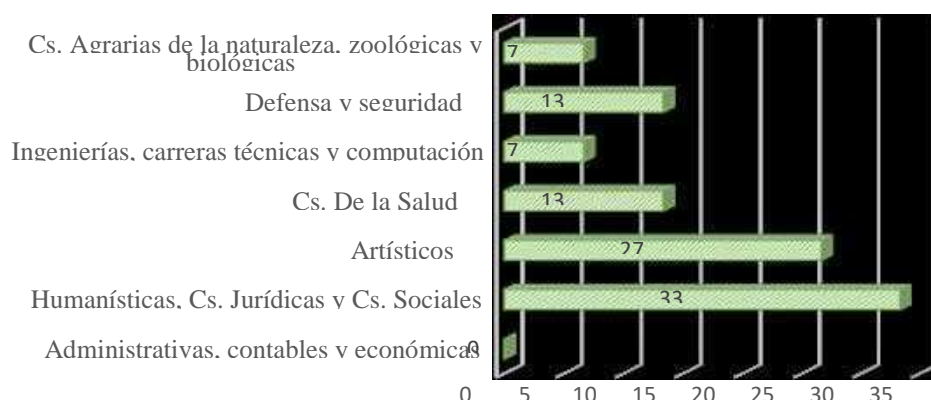 Cs. Agrarias de la naturaleza, zoológicas y
biológicas
7
Defensa y seguridad
13
Ingenierías, carreras técnicas y computación
7
Cs. De la Salud
13
Artísticos
27
Humanísticas, Cs. Jurídicas y Cs. Sociales
33
Administrativas, contables y económicas
0
0 5 10 15 20 25 30 35